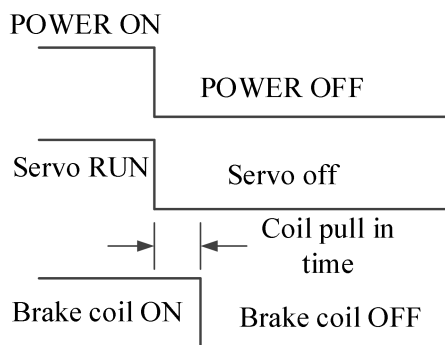 POWER ON
POWER OFF
Servo RUN
Servo off
Coil pull in
time
Brake coil ON
Brake coil OFF